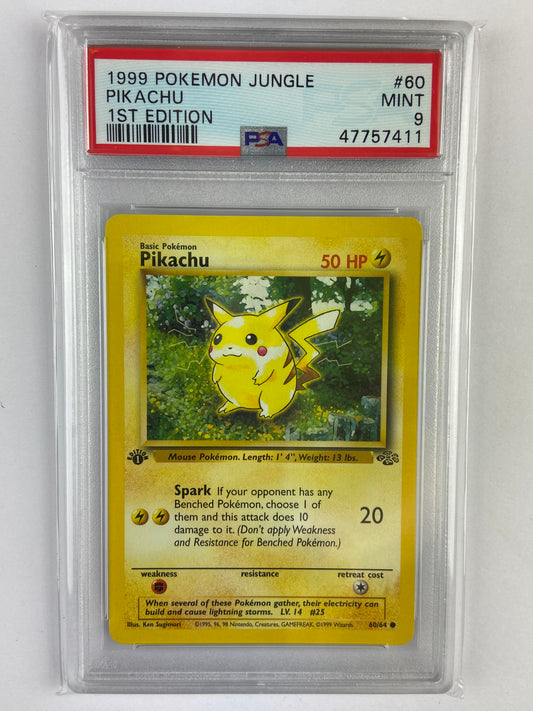 1999 POKEMON JUNGLE #60
PIKACHU MINT
1ST EDITION 9
PSA 47757411
Basic Pokémon
Pikachu 50 HP
EDITION
1
Mouse Pokémon. Length: 1' 4", Weight: 13 lbs.
Spark If your opponent has any
Benched Pokémon, choose 1 of
them and this attack does 10 20
damage to it. (Don't apply Weakness
and Resistance for Benched Pokémon.)
weakness resistance retreat cost
When several of these Pokémon gather, their electricity can
build and cause lightning storms. LV. 14 #25
Illus. Ken Sugimori ©1995, 96, 98 Nintendo, Creatures, GAMEFREAK. ©1999 Wizards. 60/64